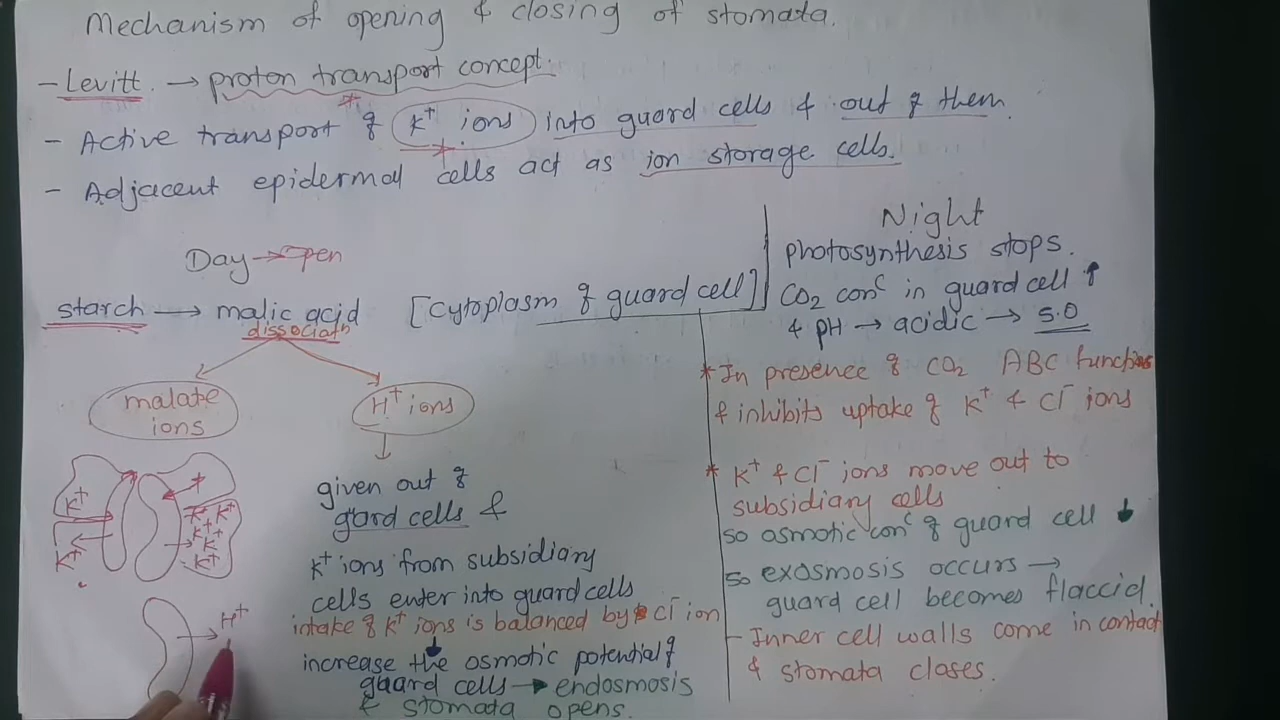 Mechanism of opening & closing of stomata.
- Levitt → proton transport concept.
- Active transport of K+ ions into guard cells & out of them.
- Adjacent epidermal cells act as ion storage cells.
Day → open
starch → malic acid [cytoplasm of guard cell]
dissociatn
malate
ions
H+ ions
given out of
gard cells &
K+ ions from subsidiary
cells enter into guard cells
intake of K+ ions is balanced by Cl- ion
increase the osmotic potential of
guard cells → endosmosis
& stomata opens.
K+
K+
K+ K+
K+
K
K+
H+
Night
photosynthesis stops.
CO2 conc in guard cell ↑
& pH → acidic → 5.0
* In presence of CO2 ABC functions
& inhibits uptake of K+ & Cl- ions
* K+ & Cl- ions move out to
subsidiary cells
so osmotic conc of guard cell ↓
so exosmosis occurs →
guard cell becomes flaccid.
- Inner cell walls come in contact
& stomata closes.